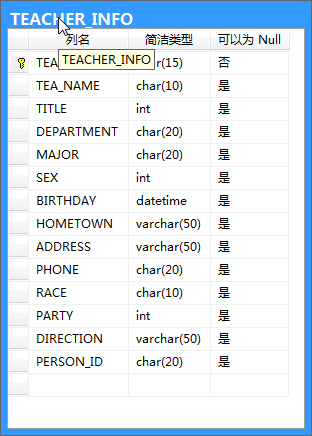 TEACHER_INFO
列名 简洁类型 可以为 Null
TEA 否
TEACHER_INFO
TEA_NAME char(10) 是
TITLE int 是
DEPARTMENT char(20) 是
MAJOR char(20) 是
SEX int 是
BIRTHDAY datetime 是
HOMETOWN varchar(50) 是
ADDRESS varchar(50) 是
PHONE char(20) 是
RACE char(10) 是
PARTY int 是
DIRECTION varchar(50) 是
PERSON_ID char(20) 是